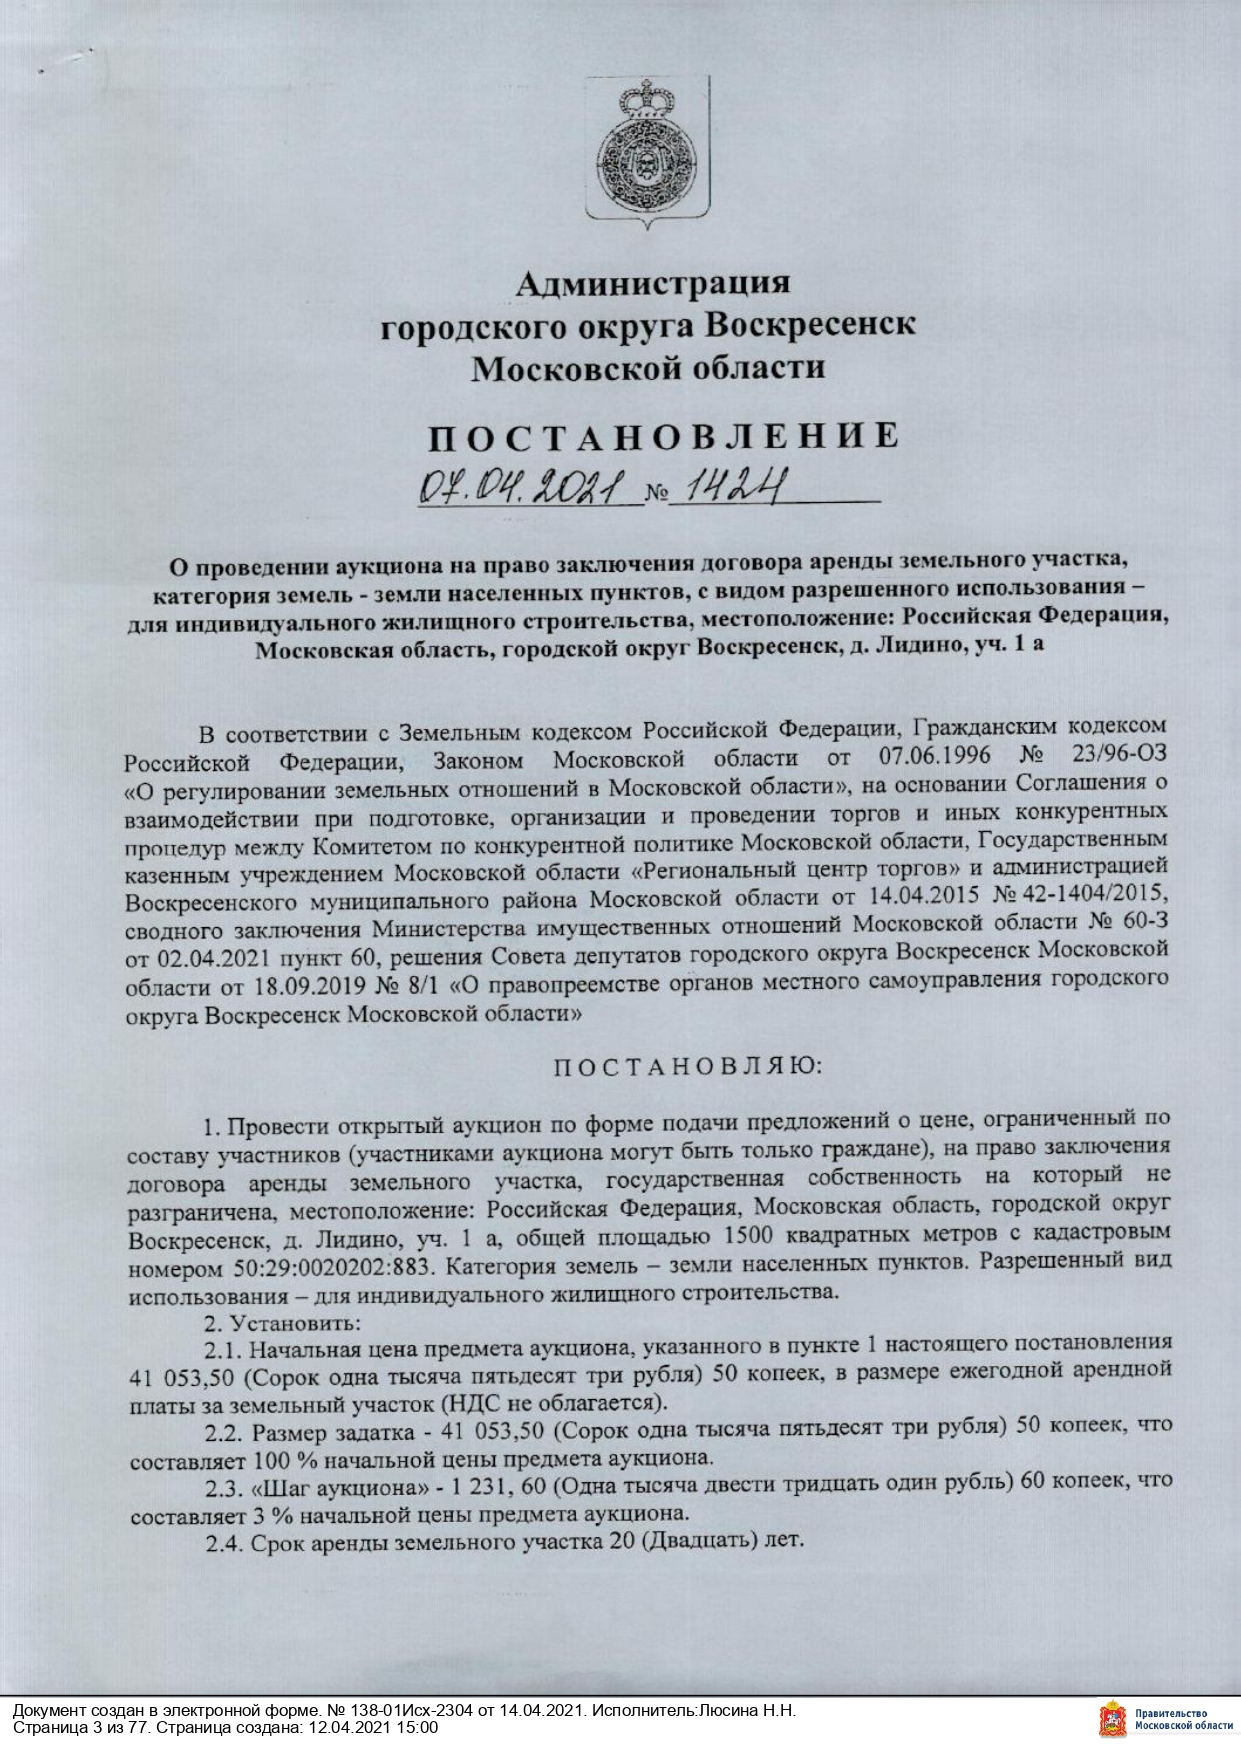 Администрация
городского округа Воскресенск
Московской области
П О С Т А Н О В Л Е Н И Е
07.04.2021 № 1424
О проведении аукциона на право заключения договора аренды земельного участка,
категория земель - земли населенных пунктов, с видом разрешенного использования –
для индивидуального жилищного строительства, местоположение: Российская Федерация,
Московская область, городской округ Воскресенск, д. Лидино, уч. 1 а
В соответствии с Земельным кодексом Российской Федерации, Гражданским кодексом
Российской Федерации, Законом Московской области от 07.06.1996 № 23/96-ОЗ
«О регулировании земельных отношений в Московской области», на основании Соглашения о
взаимодействии при подготовке, организации и проведении торгов и иных конкурентных
процедур между Комитетом по конкурентной политике Московской области, Государственным
казенным учреждением Московской области «Региональный центр торгов» и администрацией
Воскресенского муниципального района Московской области от 14.04.2015 № 42-1404/2015,
сводного заключения Министерства имущественных отношений Московской области № 60-З
от 02.04.2021 пункт 60, решения Совета депутатов городского округа Воскресенск Московской
области от 18.09.2019 № 8/1 «О правопреемстве органов местного самоуправления городского
округа Воскресенск Московской области»
П О С Т А Н О В Л Я Ю:
1. Провести открытый аукцион по форме подачи предложений о цене, ограниченный по
составу участников (участниками аукциона могут быть только граждане), на право заключения
договора аренды земельного участка, государственная собственность на который не
разграничена, местоположение: Российская Федерация, Московская область, городской округ
Воскресенск, д. Лидино, уч. 1 а, общей площадью 1500 квадратных метров с кадастровым
номером 50:29:0020202:883. Категория земель – земли населенных пунктов. Разрешенный вид
использования – для индивидуального жилищного строительства.
2. Установить:
2.1. Начальная цена предмета аукциона, указанного в пункте 1 настоящего постановления
41 053,50 (Сорок одна тысяча пятьдесят три рубля) 50 копеек, в размере ежегодной арендной
платы за земельный участок (НДС не облагается).
2.2. Размер задатка - 41 053,50 (Сорок одна тысяча пятьдесят три рубля) 50 копеек, что
составляет 100 % начальной цены предмета аукциона.
2.3. «Шаг аукциона» - 1 231, 60 (Одна тысяча двести тридцать один рубль) 60 копеек, что
составляет 3 % начальной цены предмета аукциона.
2.4. Срок аренды земельного участка 20 (Двадцать) лет.
Документ создан в электронной форме. № 138-01Исх-2304 от 14.04.2021. Исполнитель:Люсина Н.Н.
Страница 3 из 77. Страница создана: 12.04.2021 15:00
Правительство
Московской области